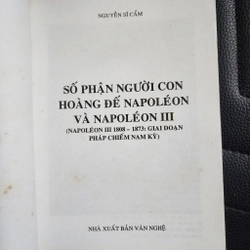 NGUYỄN SĨ CẨM
SỐ PHẬN NGƯỜI CON
HOÀNG ĐẾ NAPOLÉON
VÀ NAPOLÉON III
(NAPOLÉON III 1808 – 1873: GIAI ĐOẠN
PHÁP CHIẾM NAM KỲ)
NHÀ XUẤT BẢN VĂN NGHỆ